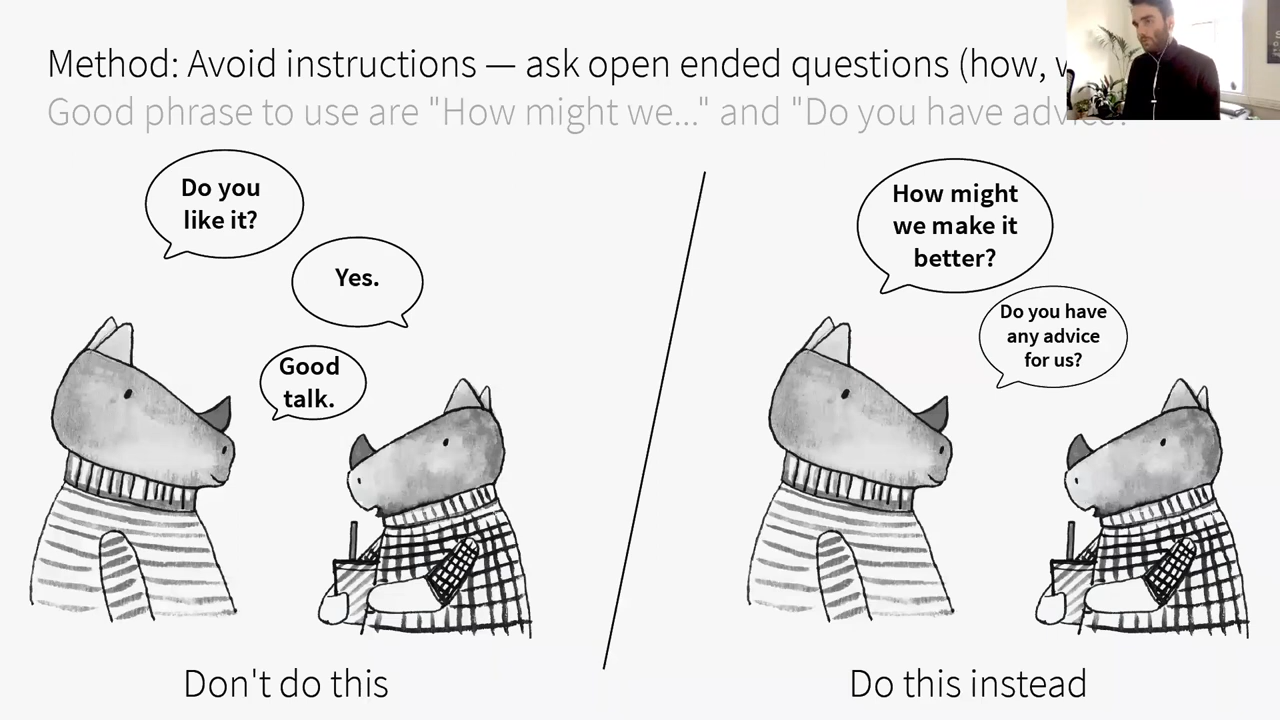 Method: Avoid instructions — ask open ended questions (how,
Good phrase to use are "How might we..." and "Do you have advice?"
Do you
like it?
Yes.
Good
talk.
How might
we make it
better?
Do you have
any advice
for us?
Don't do this
Do this instead